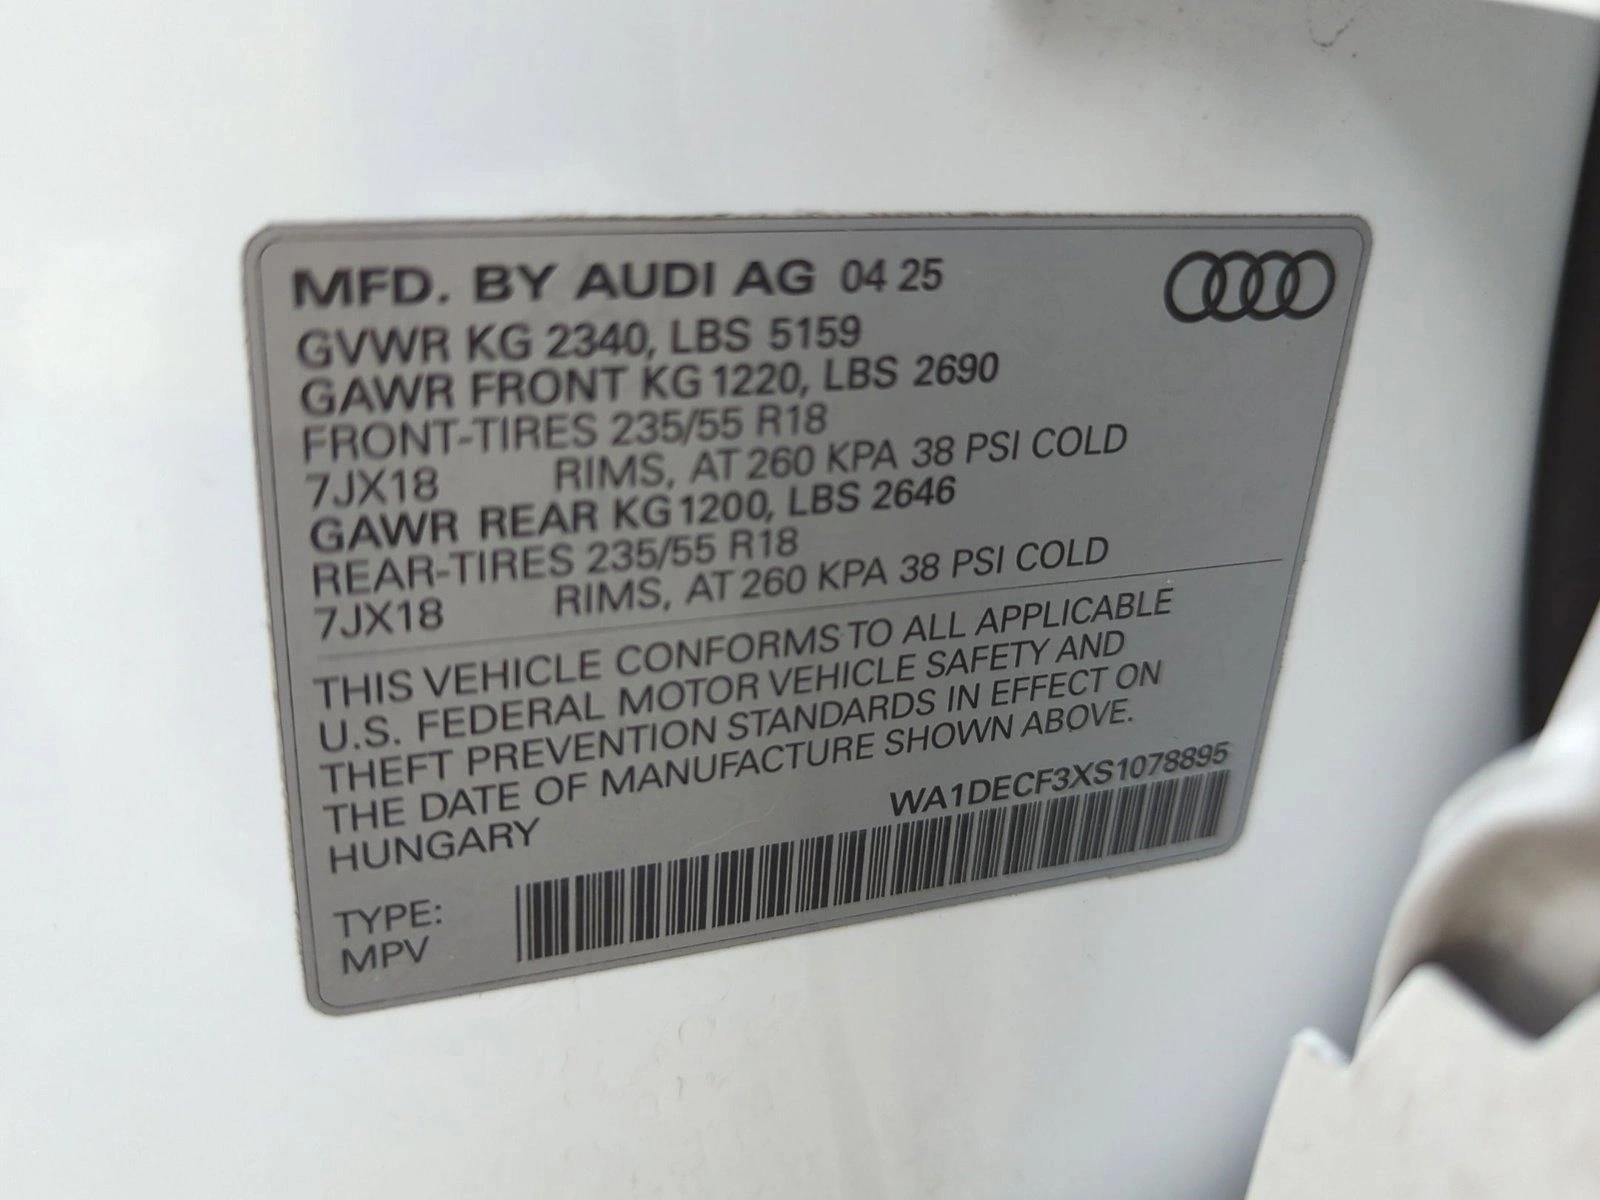 MFD. BY AUDI AG 04 25
GVWR KG 2340, LBS 5159
GAWR FRONT KG 1220, LBS 2690
FRONT-TIRES 235/55 R18
7JX18 RIMS, AT 260 KPA 38 PSI COLD
GAWR REAR KG 1200, LBS 2646
REAR-TIRES 235/55 R18
7JX18 RIMS, AT 260 KPA 38 PSI COLD
THIS VEHICLE CONFORMS TO ALL APPLICABLE
U.S. FEDERAL MOTOR VEHICLE SAFETY AND
THEFT PREVENTION STANDARDS IN EFFECT ON
THE DATE OF MANUFACTURE SHOWN ABOVE.
HUNGARY
WA1DECF3XS1078895
TYPE:
MPV